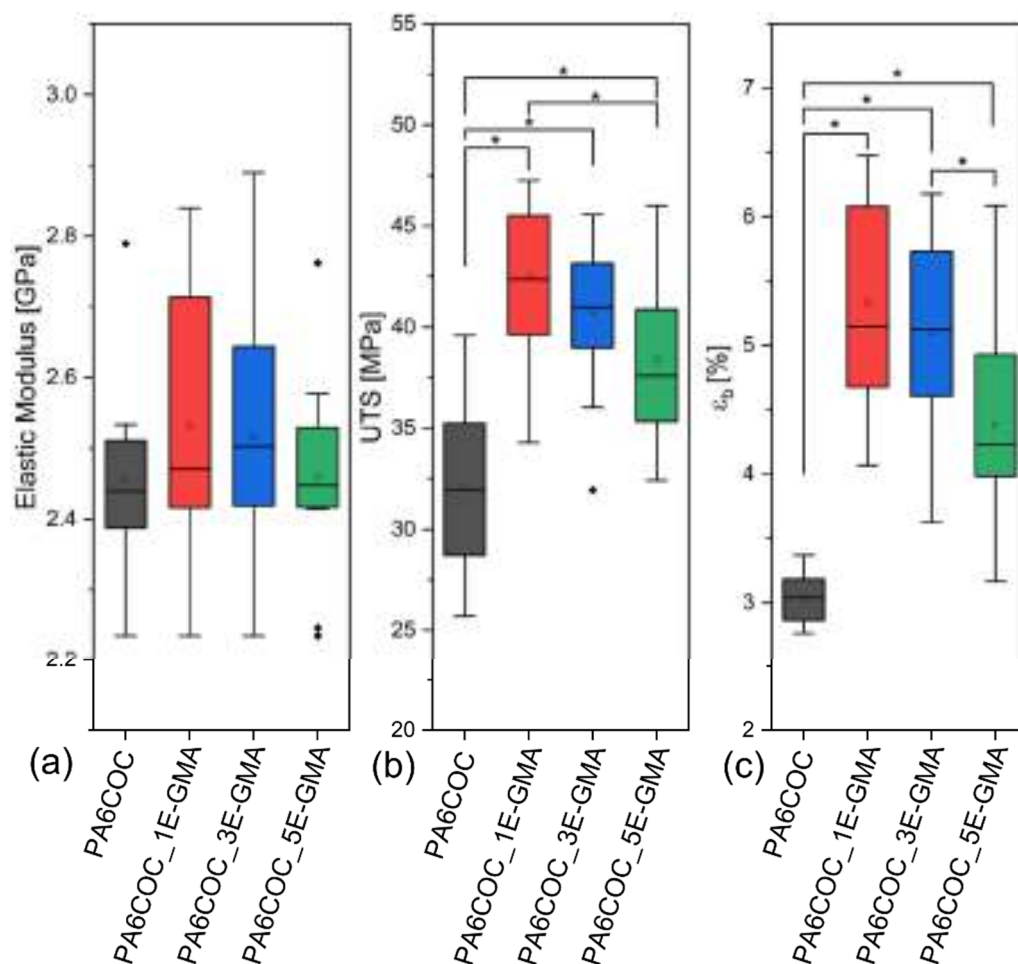 Elastic Modulus [GPa]
3.0
2.8
2.6
2.4
2.2
(a)
PA6COC
PA6COC_1E-GMA
PA6COC_3E-GMA
PA6COC_5E-GMA
UTS [MPa]
55
50
45
40
35
30
25
20
* 
*
*
*
(b)
PA6COC
PA6COC_1E-GMA
PA6COC_3E-GMA
PA6COC_5E-GMA
εb [%]
7
6
5
4
3
2
*
*
*
*
(c)
PA6COC
PA6COC_1E-GMA
PA6COC_3E-GMA
PA6COC_5E-GMA